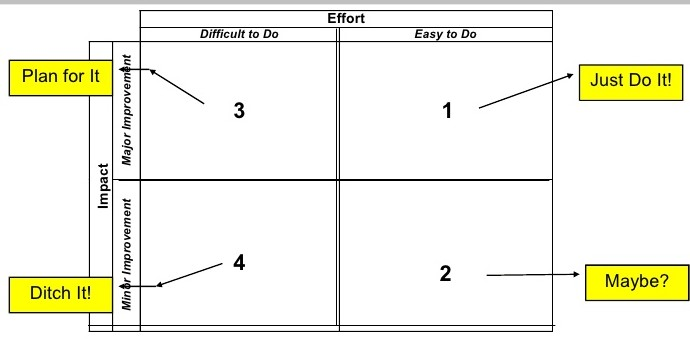 Effort
Difficult to Do
Easy to Do
Plan for It
Major Improvement
3
1
Just Do It!
Impact
Minor Improvement
4
2
Ditch It!
Maybe?